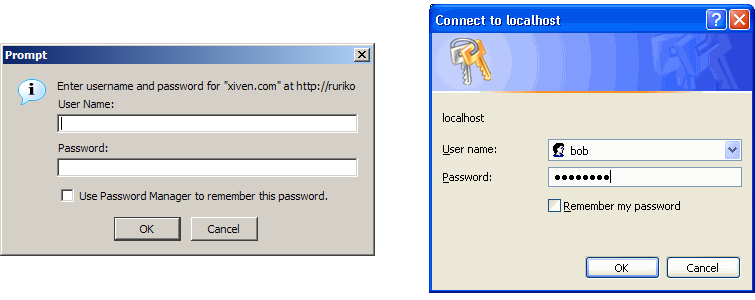 Prompt
Enter username and password for "xiven.com" at http://ruriko
User Name:
Password:
Use Password Manager to remember this password.
OK
Cancel
Connect to localhost
localhost
User name:
bob
Password:
●●●●●●●●
Remember my password
OK
Cancel